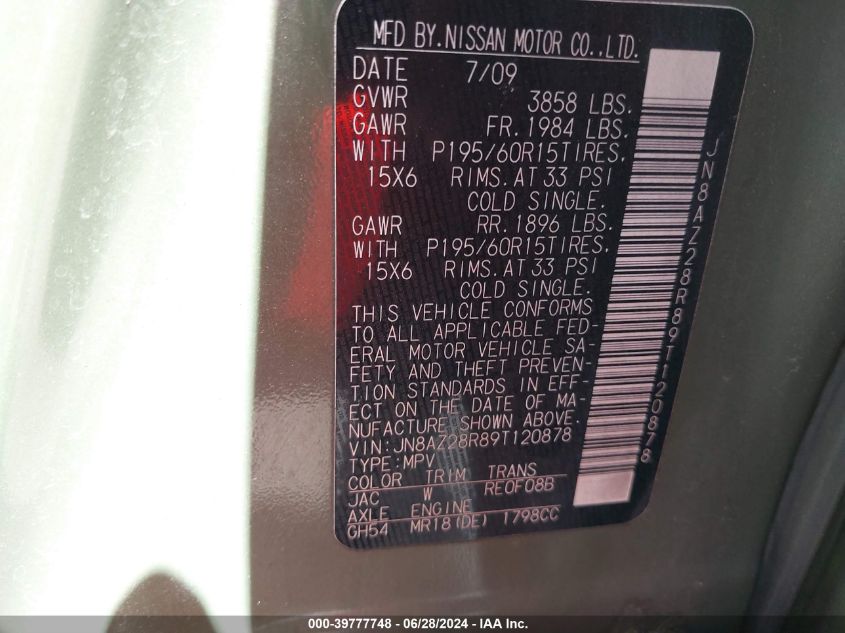 MFD BY.NISSAN MOTOR CO.,LTD.
DATE 7/09
GVWR 3858 LBS.
GAWR FR.1984 LBS.
WITH P195/60R15TIRES.
15X6 RIMS.AT 33 PSI
COLD SINGLE.
GAWR RR.1896 LBS.
WITH P195/60R15TIRES.
15X6 RIMS.AT 33 PSI
COLD SINGLE.
THIS VEHICLE CONFORMS
TO ALL APPLICABLE FED-
ERAL MOTOR VEHICLE SA-
FETY AND THEFT PREVEN-
TION STANDARDS IN EFF-
ECT ON THE DATE OF MA-
NUFACTURE SHOWN ABOVE.
VIN:JN8AZ28R89T120878
TYPE:MPV
COLOR TRIM TRANS
JAC W RE0F08B
AXLE ENGINE
GH54 MR18(DE) 1798CC
JN8AZ28R89T120878
000-39777748 - 06/28/2024 - IAA Inc.